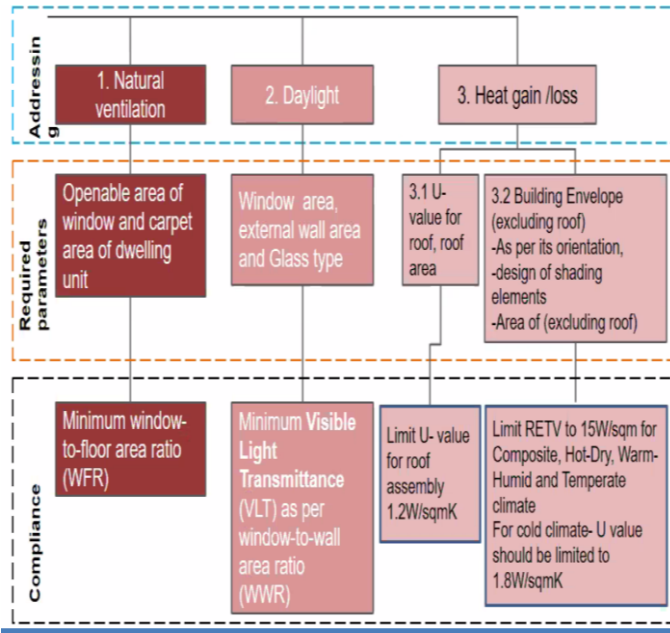 Addressin
g
1. Natural
ventilation
2. Daylight
3. Heat gain /loss
Required
parameters
Openable area of
window and carpet
area of dwelling
unit
Window area,
external wall area
and Glass type
3.1 U-
value for
roof, roof
area
3.2 Building Envelope
(excluding roof)
-As per its orientation,
-design of shading
elements
-Area of (excluding roof)
Compliance
Minimum window-
to-floor area ratio
(WFR)
Minimum Visible
Light
Transmittance
(VLT) as per
window-to-wall
area ratio
(WWR)
Limit U- value
for roof
assembly
1.2W/sqmK
Limit RETV to 15W/sqm for
Composite, Hot-Dry, Warm-
Humid and Temperate
climate
For cold climate- U value
should be limited to
1.8W/sqmK